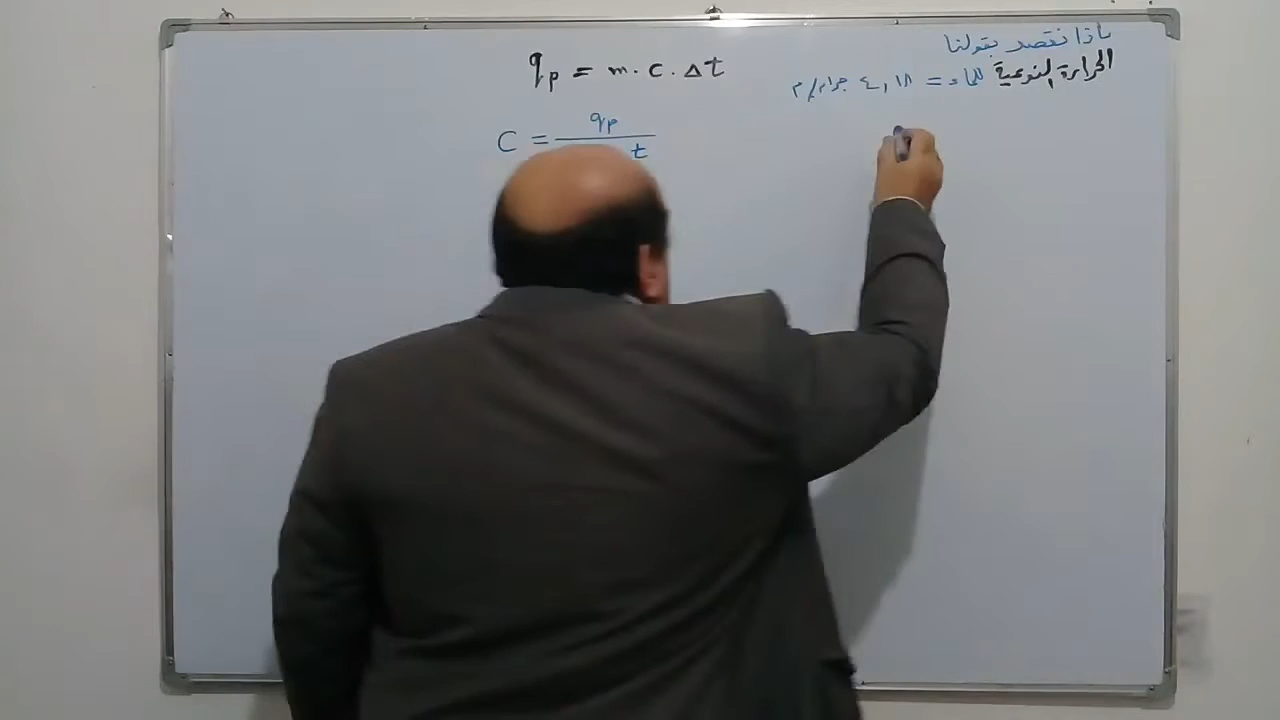 ماذا نقصد بقولنا
الحرارة النوعية للماء = ٤,١٨ جرام/م
qp = m . c . Δt
C = qp / t